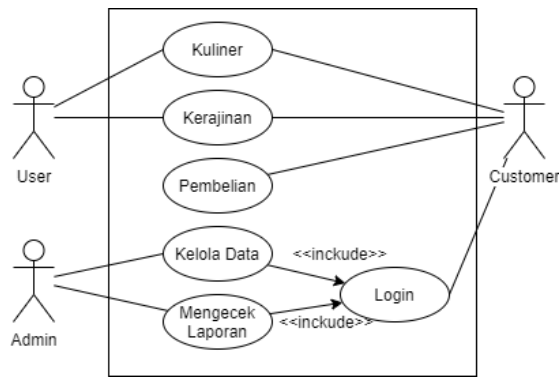 Kuliner
Kerajinan
User
Customer
Pembelian
Kelola Data
<<inckude>>
Login
Mengecek
Laporan
<<inckude>>
Admin